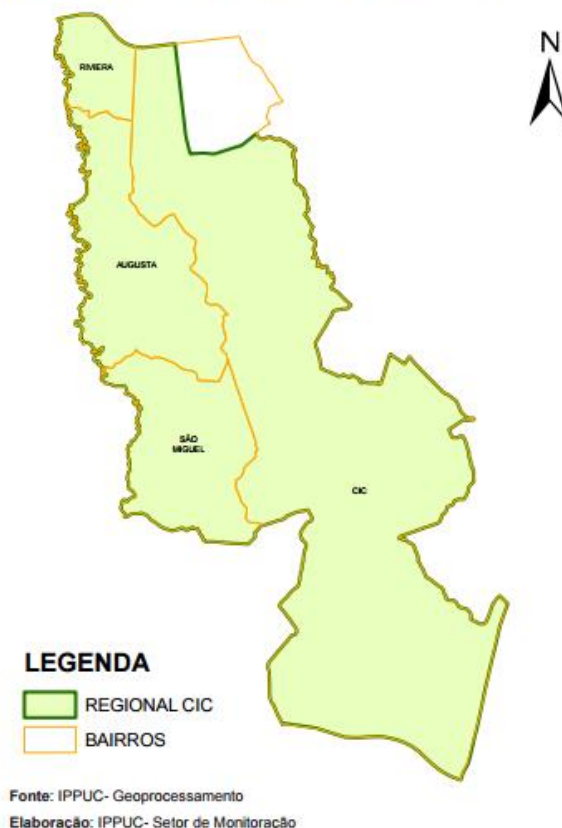 N
RIVIERA
AUGUSTA
SÃO
MIGUEL
CIC
LEGENDA
REGIONAL CIC
BAIRROS
Fonte: IPPUC- Geoprocessamento
Elaboração: IPPUC- Setor de Monitoração